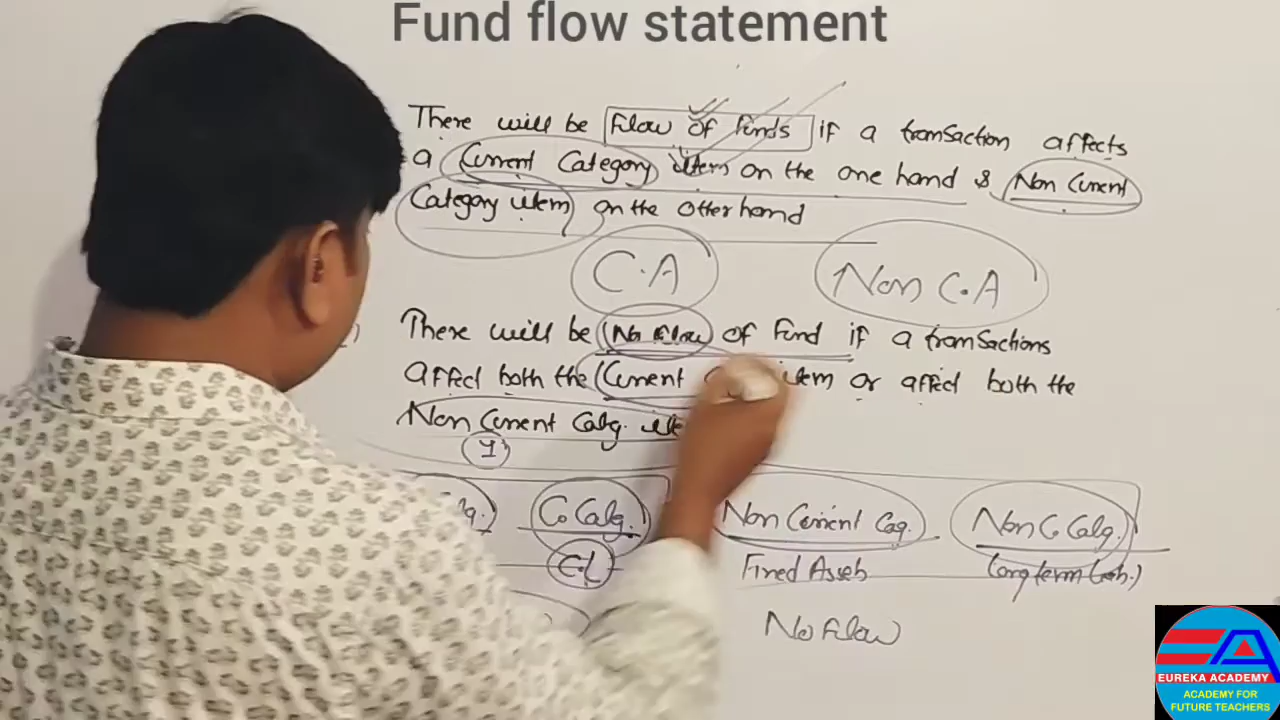 Fund flow statement
There will be Flow of Funds if a transaction affects
a Current Category item on the one hand & Non Current
Category item on the other hand
C.A Non C.A
There will be (No flow) of Fund if a transactions
affect both the (Current item or affect both the
Non Current Catg.
C. Catg. Non Current Cag. Non C. Catg.
C.L Fixed Assets Long term
No Flow
EA
EUREKA ACADEMY
ACADEMY FOR
FUTURE TEACHERS